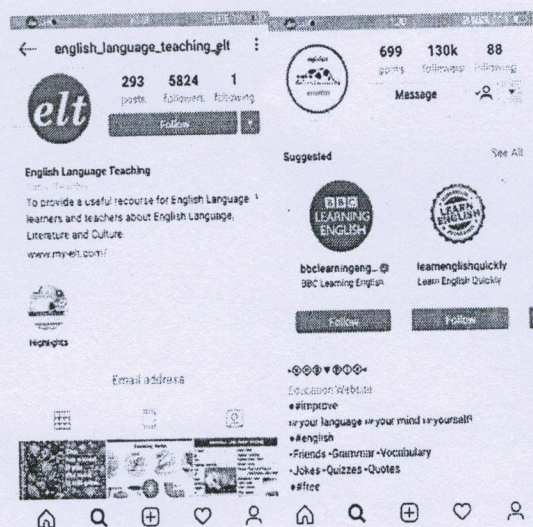 english_language_teaching_elt
293 5824 1
posts followers following
elt
Follow
English Language Teaching
To provide a useful recourse for English Language
learners and teachers about English Language,
Literature and Culture.
www.my-elt.com/
Highlights
Email address
699 130k 88
posts followers following
Message
Suggested
See All
BBC
LEARNING
ENGLISH
LEARN
ENGLISH
bbclearningeng...
BBC Learning English
learnenglishquickly
Learn English Quickly
Follow
Follow
Education Website
#improve
your language your mind yourself!
#english
-Friends -Grammar -Vocabulary
-Jokes -Quizzes -Quotes
#free